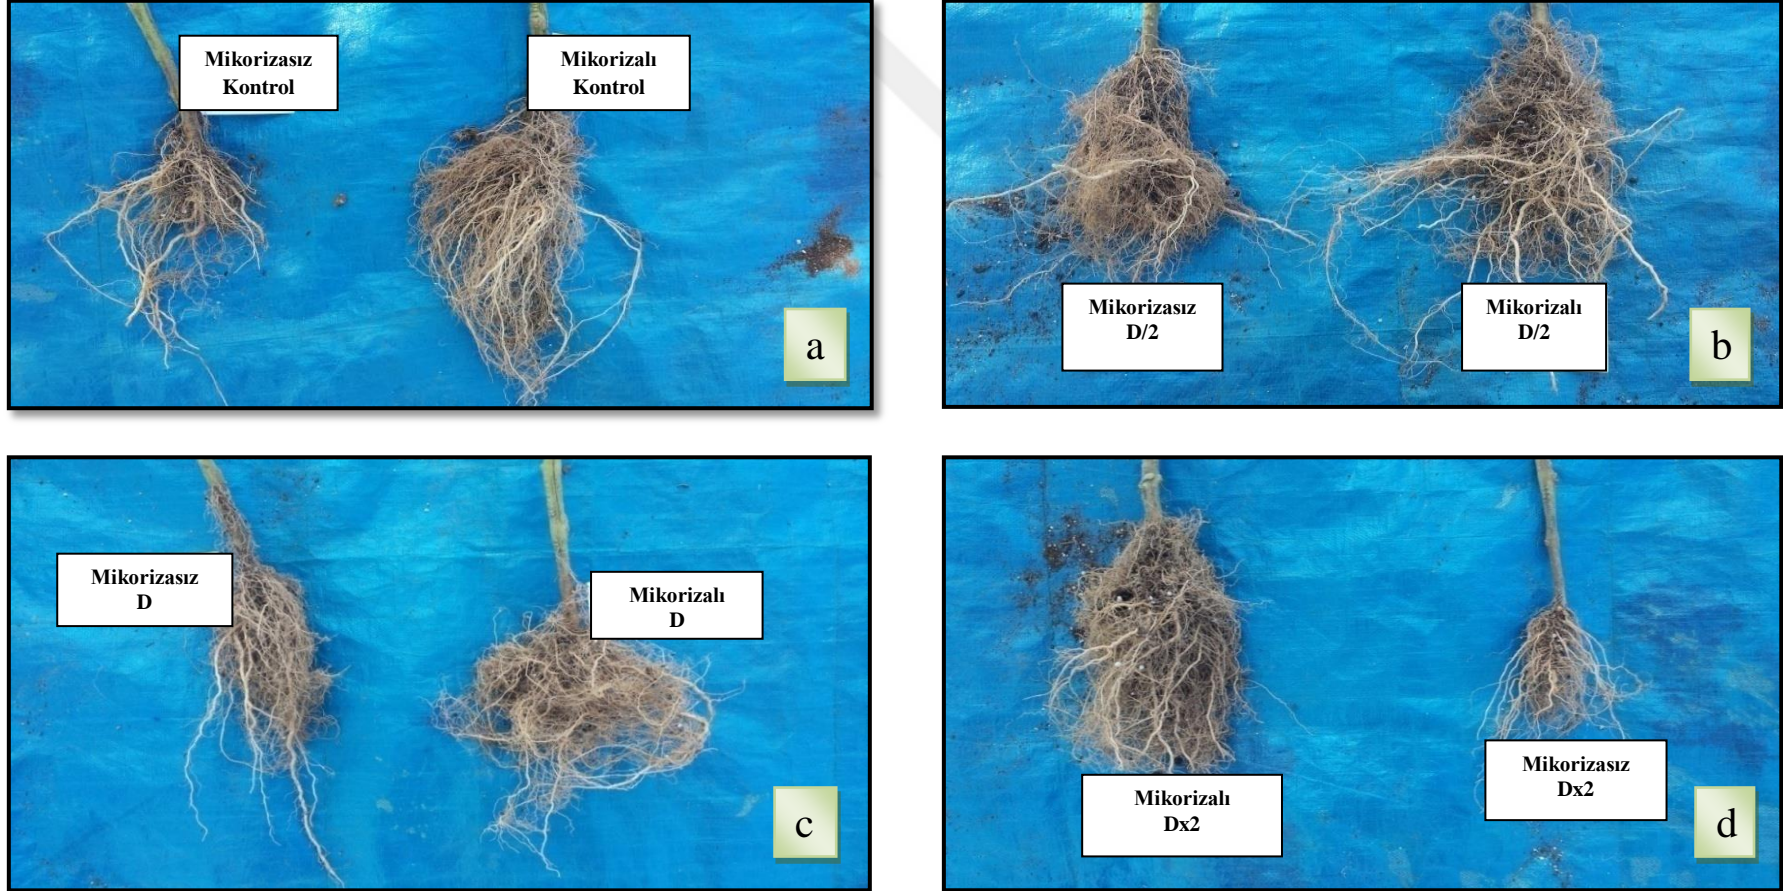 Mikorizasız
Kontrol
Mikorizalı
Kontrol
a
Mikorizasız
D/2
Mikorizalı
D/2
b
Mikorizasız
D
Mikorizalı
D
c
Mikorizalı
Dx2
Mikorizasız
Dx2
d